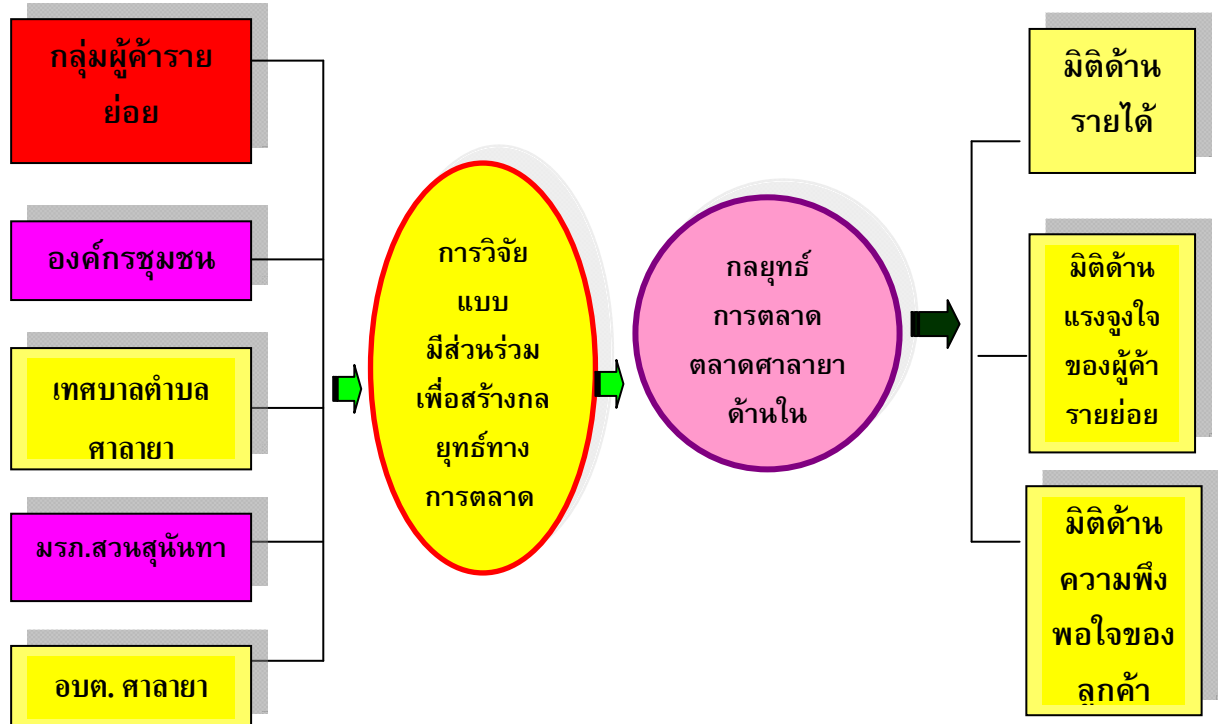 กลุ่มผู้ค้าราย
ย่อย
องค์กรชุมชน
เทศบาลตำบล
ศาลายา
มรภ.สวนสุนันทา
อบต. ศาลายา
การวิจัย
แบบ
มีส่วนร่วม
เพื่อสร้างกล
ยุทธ์ทาง
การตลาด
กลยุทธ์
การตลาด
ตลาดศาลายา
ด้านใน
มิติด้าน
รายได้
มิติด้าน
แรงจูงใจ
ของผู้ค้า
รายย่อย
มิติด้าน
ความพึง
พอใจของ
ลูกค้า